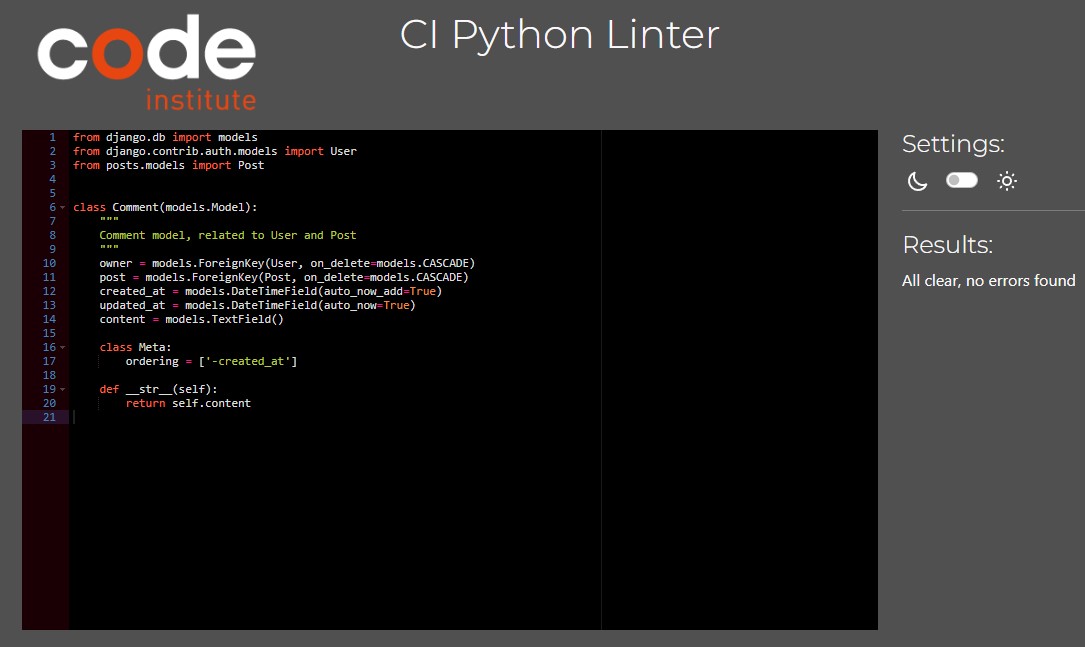 code
institute
CI Python Linter
1 from django.db import models
2 from django.contrib.auth.models import User
3 from posts.models import Post
4
5
6 class Comment(models.Model):
7     """
8     Comment model, related to User and Post
9     """
10     owner = models.ForeignKey(User, on_delete=models.CASCADE)
11     post = models.ForeignKey(Post, on_delete=models.CASCADE)
12     created_at = models.DateTimeField(auto_now_add=True)
13     updated_at = models.DateTimeField(auto_now=True)
14     content = models.TextField()
15
16     class Meta:
17         ordering = ['-created_at']
18
19     def __str__(self):
20         return self.content
21
Settings:
Results:
All clear, no errors found